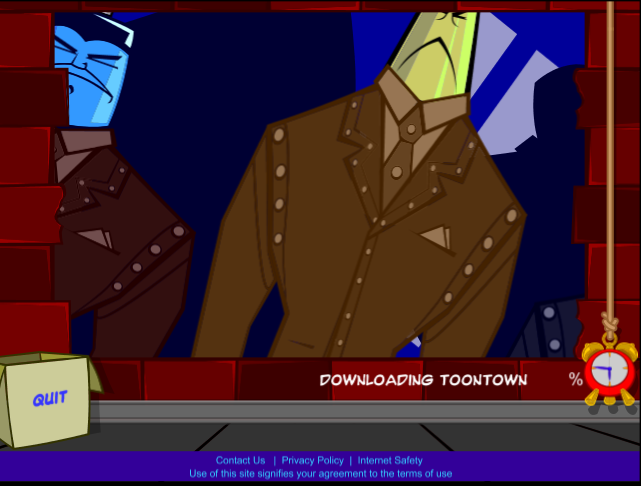 DOWNLOADING TOONTOWN %
QUIT
Contact Us | Privacy Policy | Internet Safety
Use of this site signifies your agreement to the terms of use